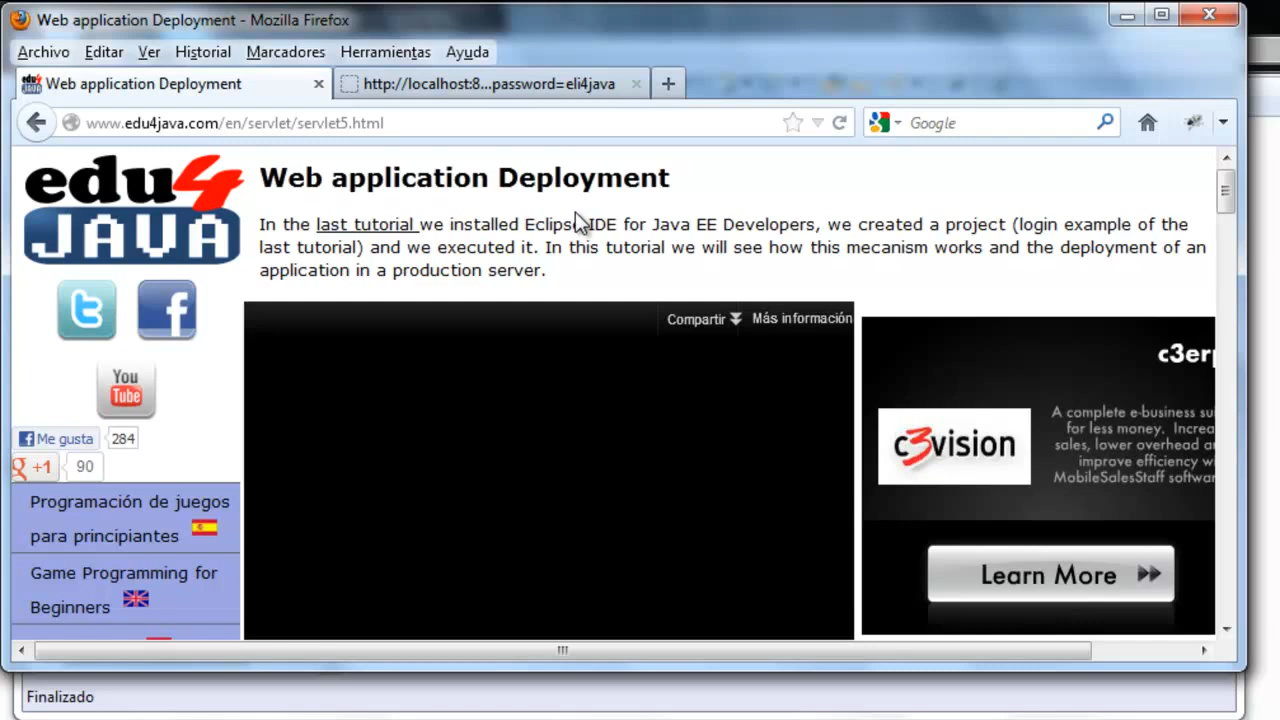 Web application Deployment - Mozilla Firefox
Archivo Editar Ver Historial Marcadores Herramientas Ayuda
Web application Deployment
http://localhost:8...password=eli4java
www.edu4java.com/en/servlet/servlet5.html
Google
edu4
JAVA
Web application Deployment
In the last tutorial we installed Eclipse IDE for Java EE Developers, we created a project (login example of the
last tutorial) and we executed it. In this tutorial we will see how this mecanism works and the deployment of an
application in a production server.
Compartir Más información
You
Tube
Me gusta 284
+1 90
Programación de juegos
para principiantes
Game Programming for
Beginners
c3erp
c3vision
A complete e-business su
for less money. Increa
sales, lower overhead a
improve efficiency wi
MobileSalesStaff softwar
Learn More
Finalizado